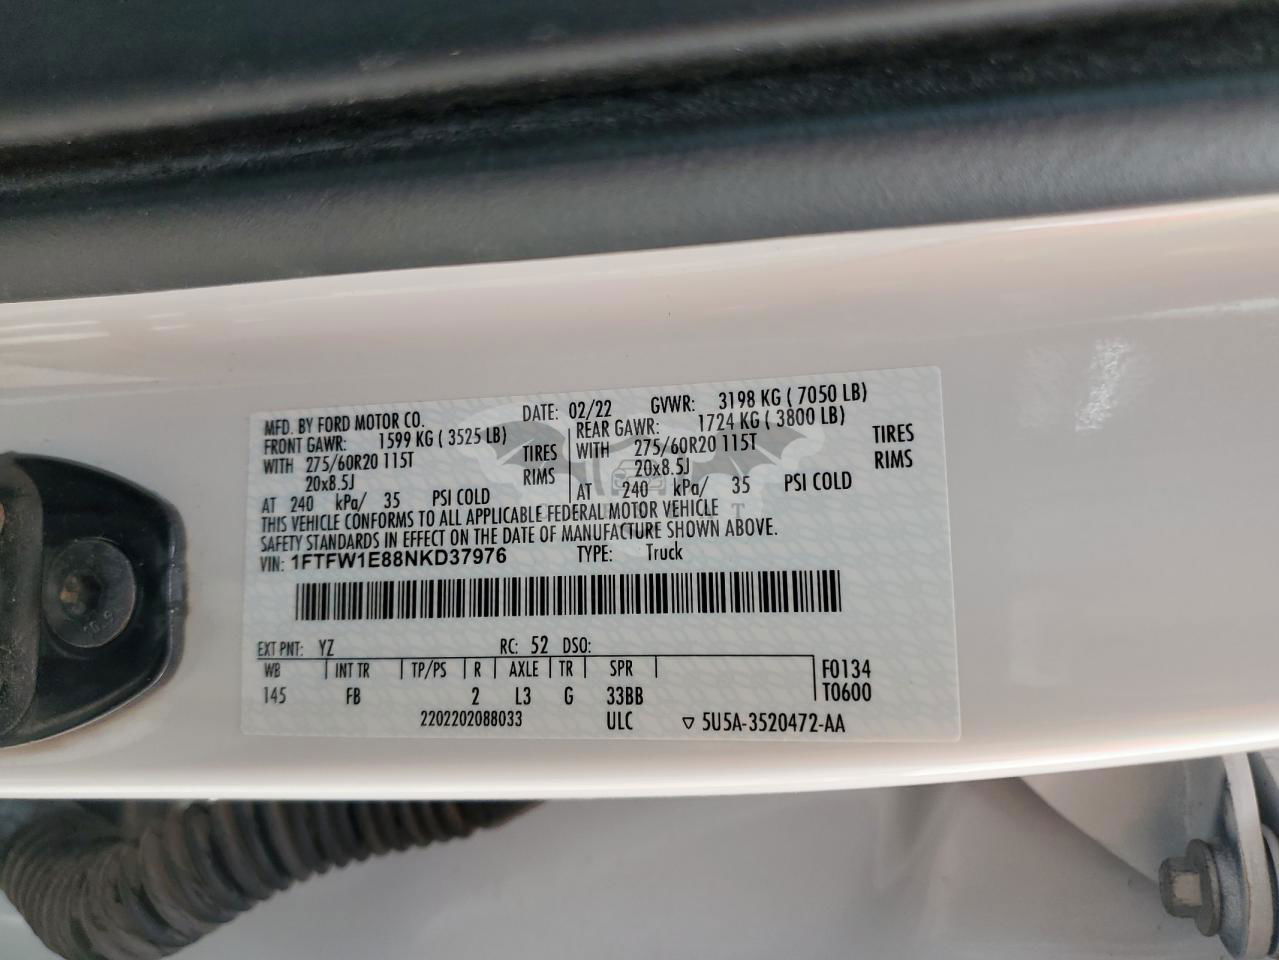 MFD. BY FORD MOTOR CO. DATE: 02/22 GVWR: 3198 KG ( 7050 LB)
FRONT GAWR: 1599 KG ( 3525 LB) REAR GAWR: 1724 KG ( 3800 LB)
WITH 275/60R20 115T TIRES WITH 275/60R20 115T TIRES
20x8.5J RIMS 20x8.5J RIMS
AT 240 kPa/ 35 PSI COLD AT 240 kPa/ 35 PSI COLD
THIS VEHICLE CONFORMS TO ALL APPLICABLE FEDERAL MOTOR VEHICLE
SAFETY STANDARDS IN EFFECT ON THE DATE OF MANUFACTURE SHOWN ABOVE.
VIN: 1FTFW1E88NKD37976 TYPE: Truck
EXT PNT: YZ RC: 52 DSO:
WB INT TR TP/PS R AXLE TR SPR F0134
145 FB 2 L3 G 33BB T0600
2202202088033 ULC ▽ 5U5A-3520472-AA
10.9